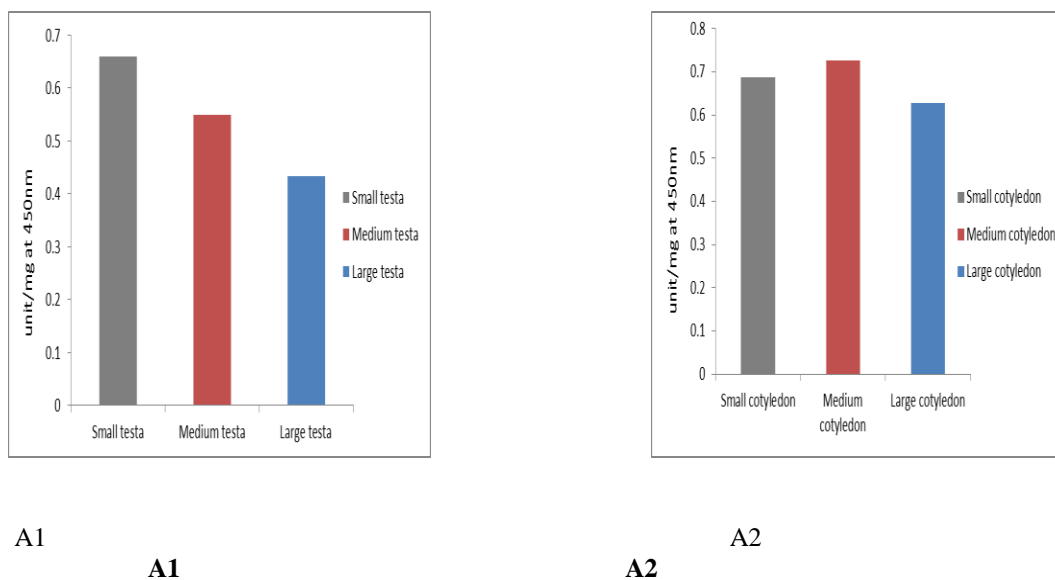 0.7
0.6
0.5
0.4
0.3
0.2
0.1
0
unit/mg at 450nm
Small testa
Medium testa
Large testa
Small testa
Medium testa
Large testa
0.8
0.7
0.6
0.5
0.4
0.3
0.2
0.1
0
unit/mg at 450nm
Small cotyledon
Medium
cotyledon
Large cotyledon
Small cotyledon
Medium cotyledon
Large cotyledon
A1
A2
A1
A2